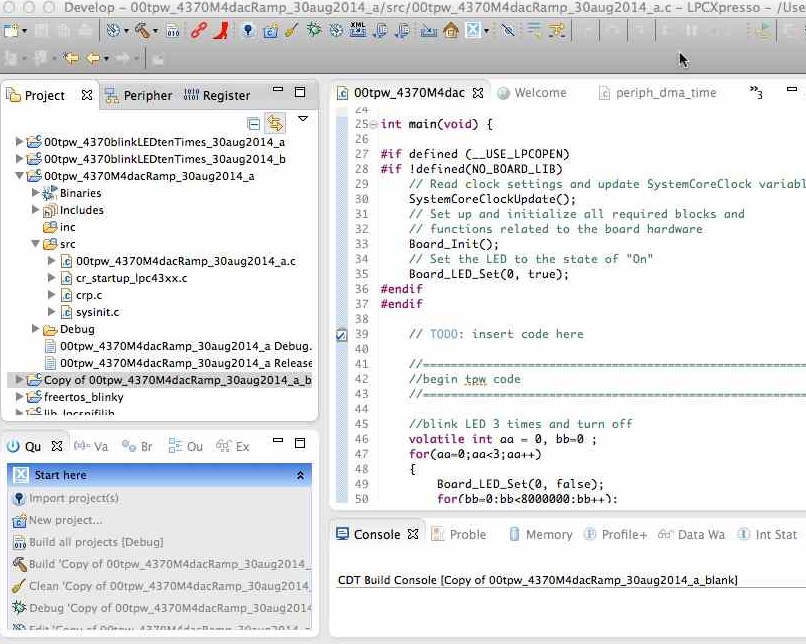 Develop – 00tpw_4370M4dacRamp_30aug2014_a/src/00tpw_4370M4dacRamp_30aug2014_a.c – LPCXpresso – /Use
Project
Peripher
Register
00tpw_4370blinkLEDtenTimes_30aug2014_a
00tpw_4370blinkLEDtenTimes_30aug2014_b
00tpw_4370M4dacRamp_30aug2014_a
Binaries
Includes
inc
src
00tpw_4370M4dacRamp_30aug2014_a.c
cr_startup_lpc43xx.c
crp.c
sysinit.c
Debug
00tpw_4370M4dacRamp_30aug2014_a Debug.
00tpw_4370M4dacRamp_30aug2014_a Release
Copy of 00tpw_4370M4dacRamp_30aug2014_a_b
freertos_blinky
lib_lpcspifilib
Qu
Va
Br
Ou
Ex
Start here
Import project(s)
New project...
Build all projects [Debug]
Build 'Copy of 00tpw_4370M4dacRamp_30aug2014_
Clean 'Copy of 00tpw_4370M4dacRamp_30aug2014_
Debug 'Copy of 00tpw_4370M4dacRamp_30aug2014
Edit 'Copy of 00tpw_4370M4dacRamp_30aug2014_a
00tpw_4370M4dac
Welcome
periph_dma_time
»3
24
25 int main(void) {
26
27 #if defined (__USE_LPCOPEN)
28 #if !defined(NO_BOARD_LIB)
29 // Read clock settings and update SystemCoreClock variabl
30 SystemCoreClockUpdate();
31 // Set up and initialize all required blocks and
32 // functions related to the board hardware
33 Board_Init();
34 // Set the LED to the state of "On"
35 Board_LED_Set(0, true);
36 #endif
37 #endif
38
39 // TODO: insert code here
40
41 //======================================================
42 //begin tpw code
43 //======================================================
44
45 //blink LED 3 times and turn off
46 volatile int aa = 0, bb=0 ;
47 for(aa=0;aa<3;aa++)
48 {
49 Board_LED_Set(0, false);
50 for(bb=0;bb<8000000;bb++);
Console
Proble
Memory
Profile+
Data Wa
Int Stat
CDT Build Console [Copy of 00tpw_4370M4dacRamp_30aug2014_a_blank]